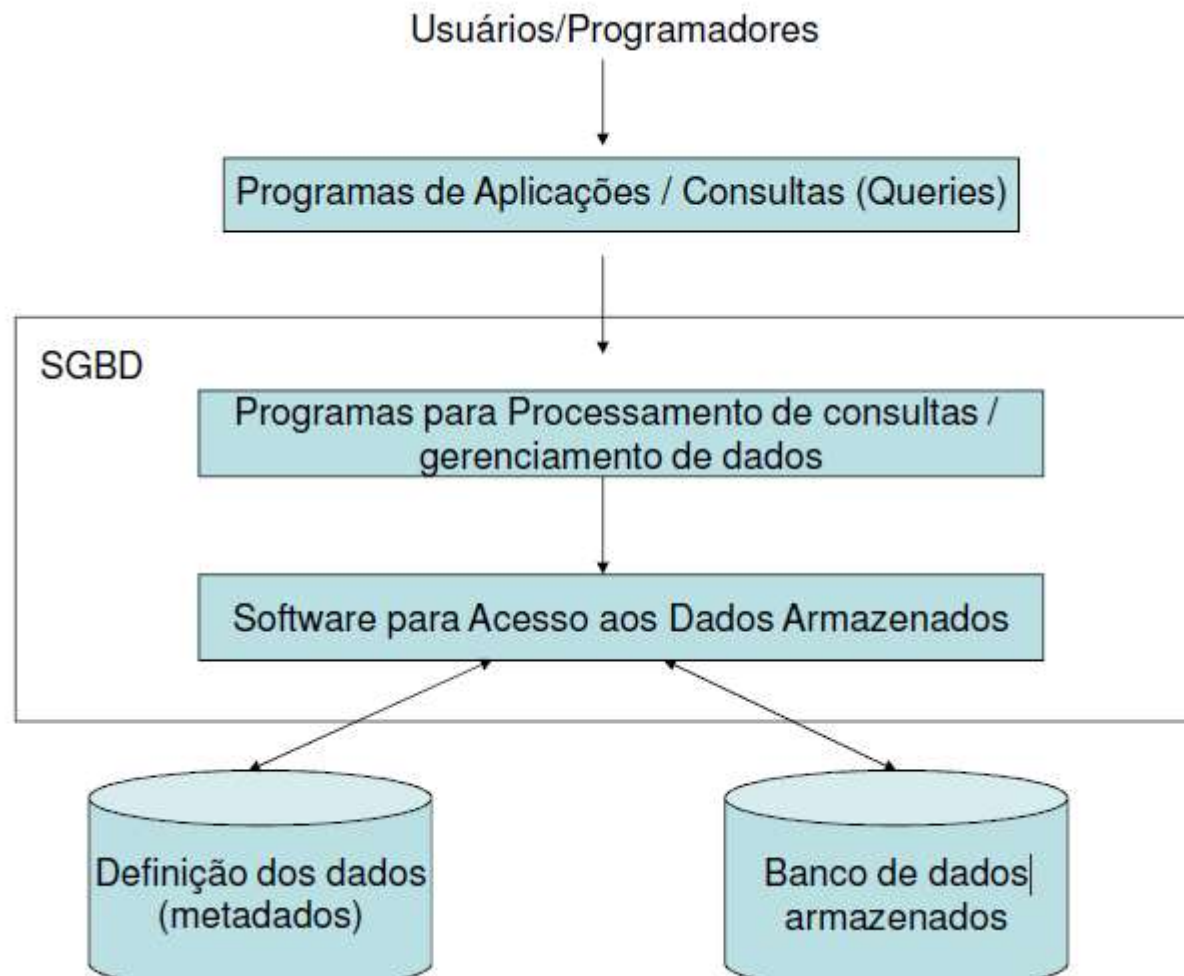 Usuários/Programadores
Programas de Aplicações / Consultas (Queries)
SGBD
Programas para Processamento de consultas /
gerenciamento de dados
Software para Acesso aos Dados Armazenados
Definição dos dados
(metadados)
Banco de dados
armazenados